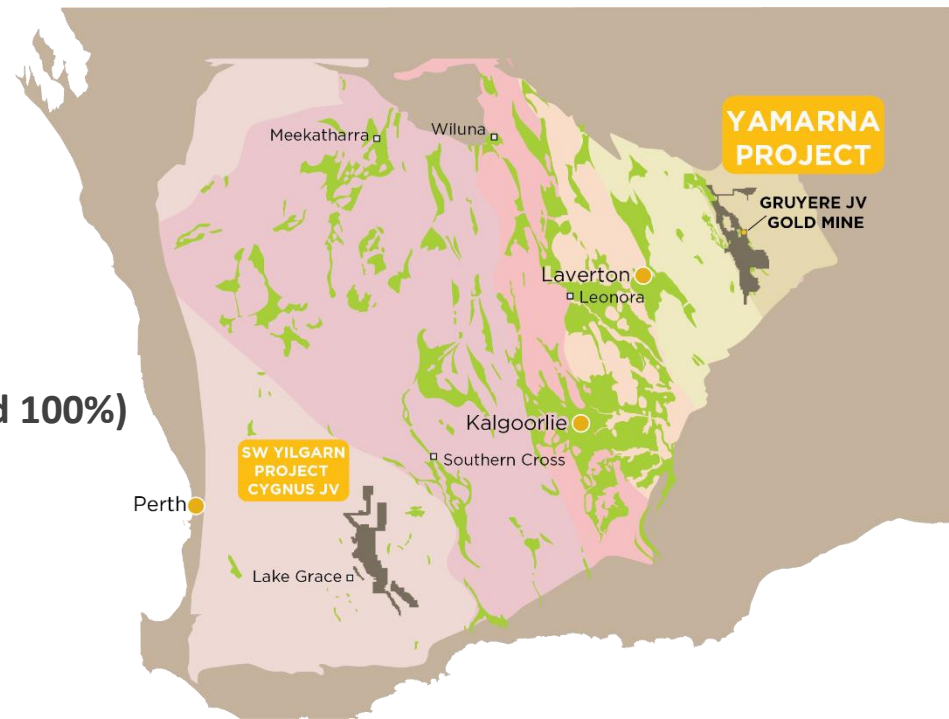 Meekatharra
Wiluna
YAMARNA
PROJECT
GRUYERE JV
GOLD MINE
Laverton
Leonora
100%)
Kalgoorlie
SW YILGARN
PROJECT
CYGNUS JV
Southern Cross
Perth
Lake Grace